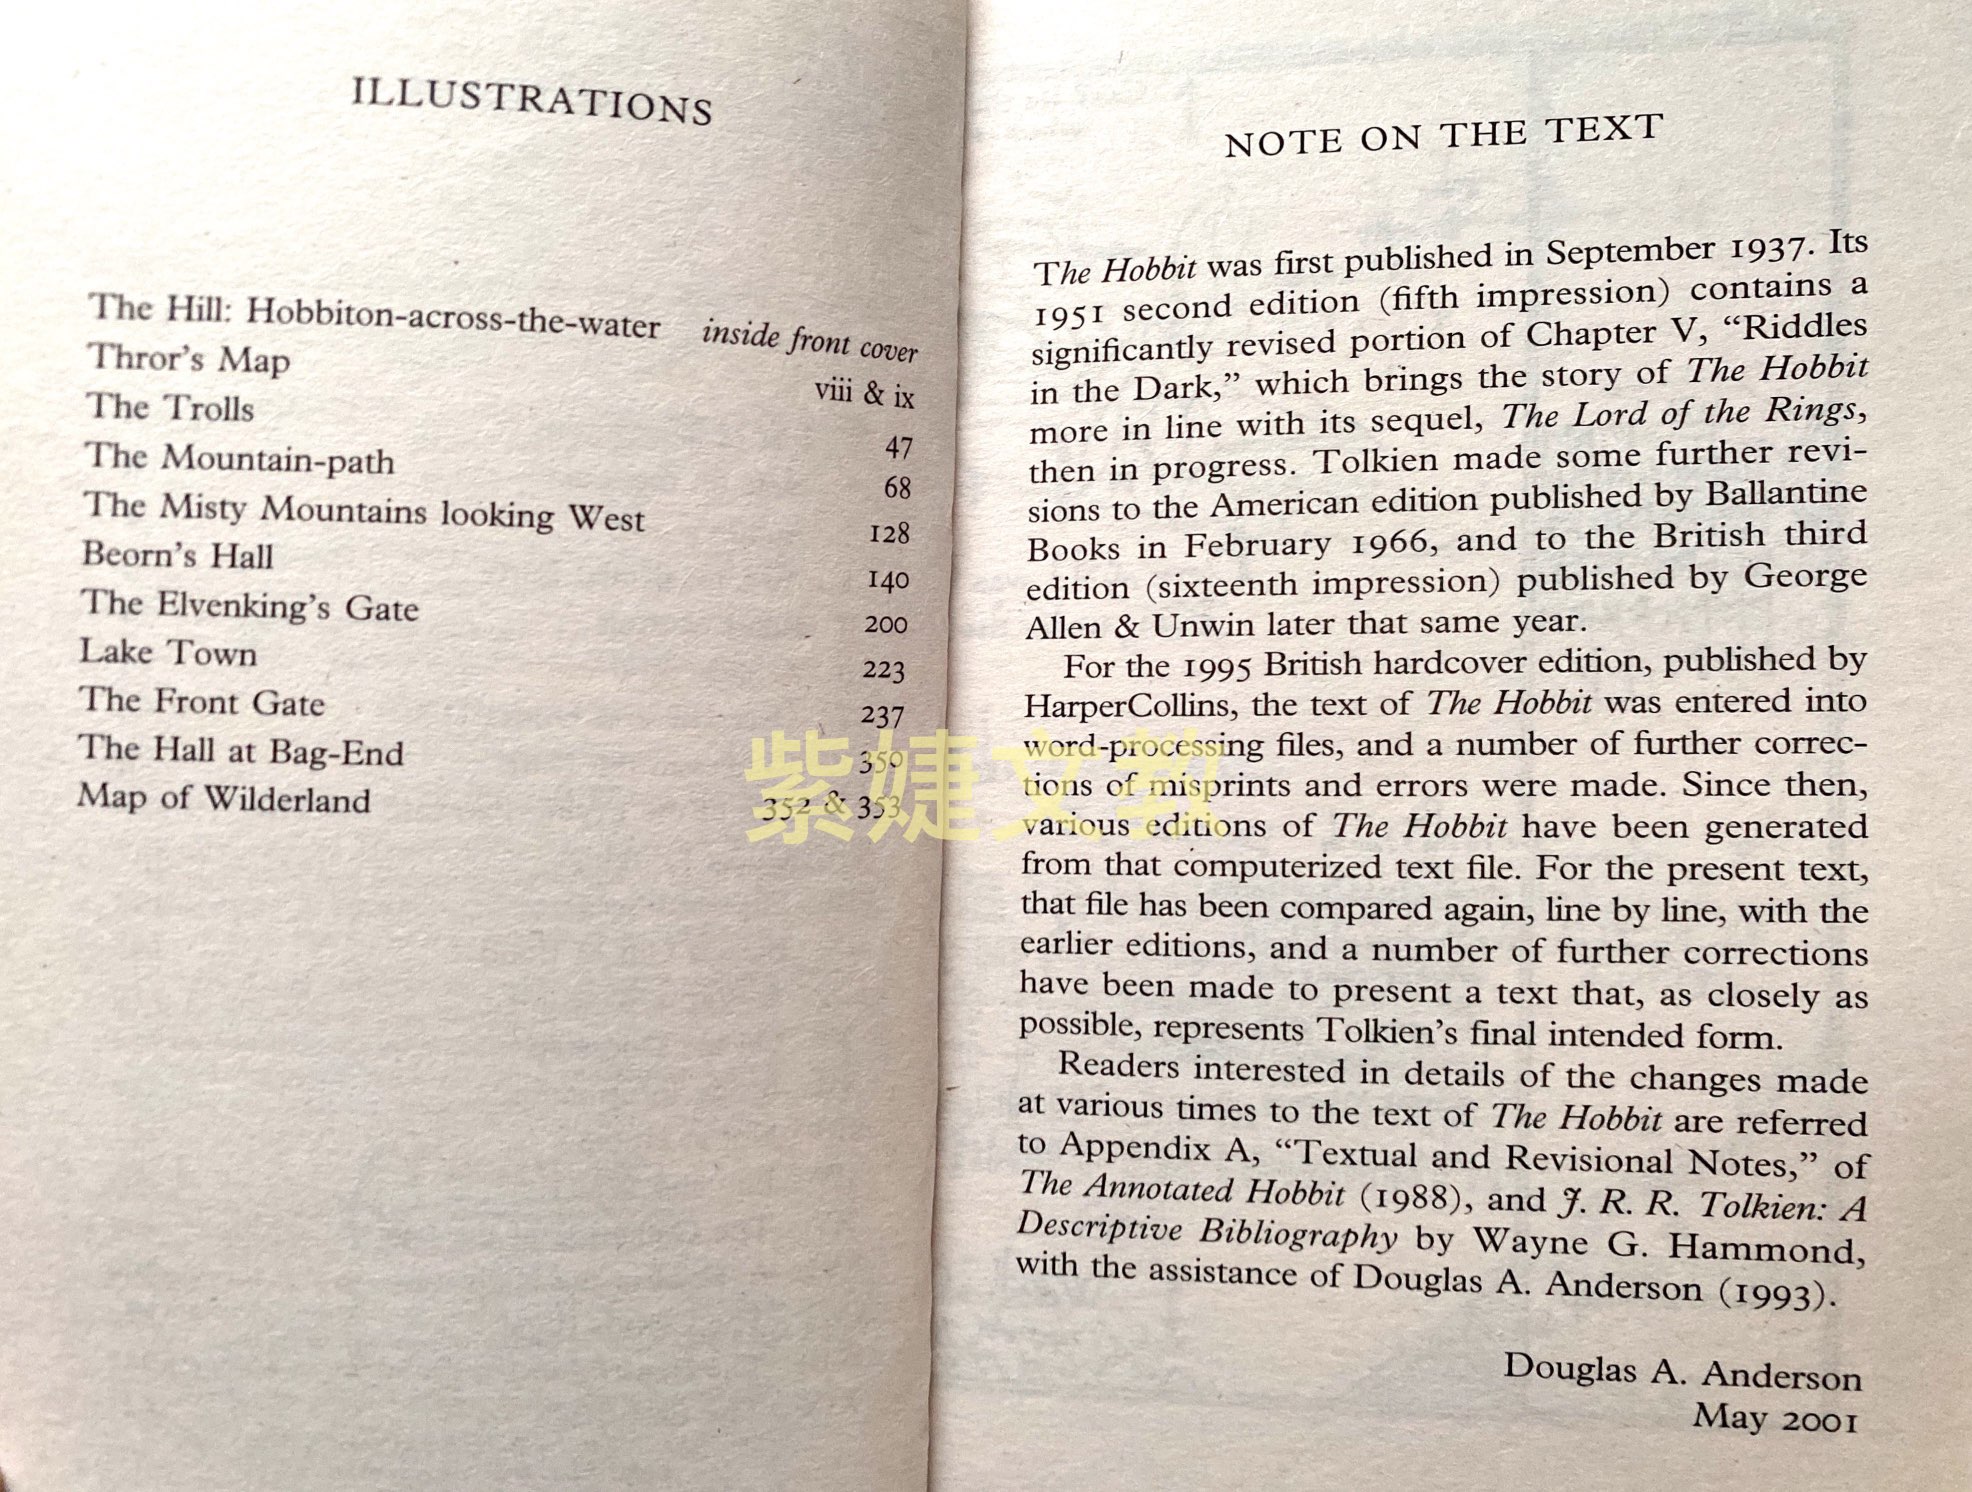 ILLUSTRATIONS
The Hill: Hobbiton-across-the-water inside front cover
Thror's Map viii & ix
The Trolls 47
The Mountain-path 68
The Misty Mountains looking West 128
Beorn's Hall 140
The Elvenking's Gate 200
Lake Town 223
The Front Gate 237
The Hall at Bag-End 350
Map of Wilderland 352 & 353
NOTE ON THE TEXT
The Hobbit was first published in September 1937. Its
1951 second edition (fifth impression) contains a
significantly revised portion of Chapter V, “Riddles
in the Dark,” which brings the story of The Hobbit
more in line with its sequel, The Lord of the Rings,
then in progress. Tolkien made some further revi-
sions to the American edition published by Ballantine
Books in February 1966, and to the British third
edition (sixteenth impression) published by George
Allen & Unwin later that same year.
For the 1995 British hardcover edition, published by
HarperCollins, the text of The Hobbit was entered into
word-processing files, and a number of further correc-
tions of misprints and errors were made. Since then,
various editions of The Hobbit have been generated
from that computerized text file. For the present text,
that file has been compared again, line by line, with the
earlier editions, and a number of further corrections
have been made to present a text that, as closely as
possible, represents Tolkien's final intended form.
Readers interested in details of the changes made
at various times to the text of The Hobbit are referred
to Appendix A, “Textual and Revisional Notes,” of
The Annotated Hobbit (1988), and J. R. R. Tolkien: A
Descriptive Bibliography by Wayne G. Hammond,
with the assistance of Douglas A. Anderson (1993).
Douglas A. Anderson
May 2001
紫婕文教